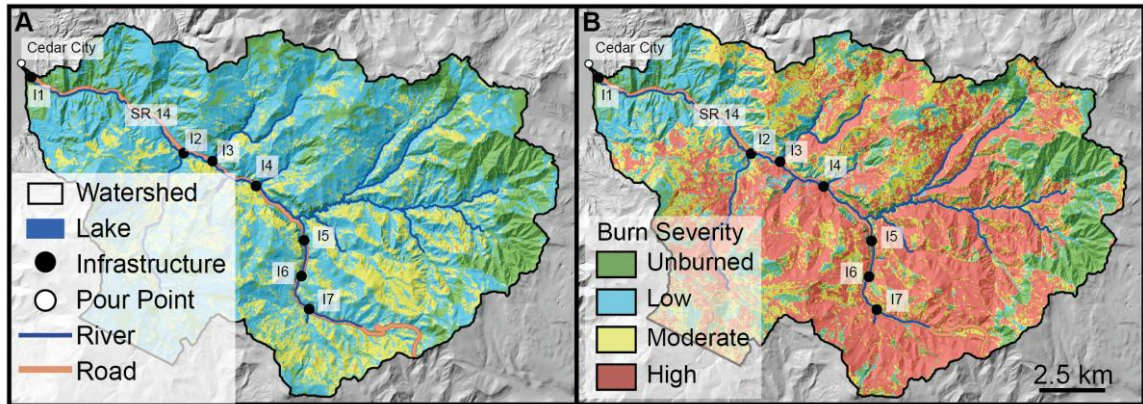 A
Cedar City
I1
SR 14
I2
I3
I4
I5
I6
I7
Watershed
Lake
Infrastructure
Pour Point
River
Road
B
Cedar City
I1
SR 14
I2
I3
I4
I5
I6
I7
Burn Severity
Unburned
Low
Moderate
High
2.5 km